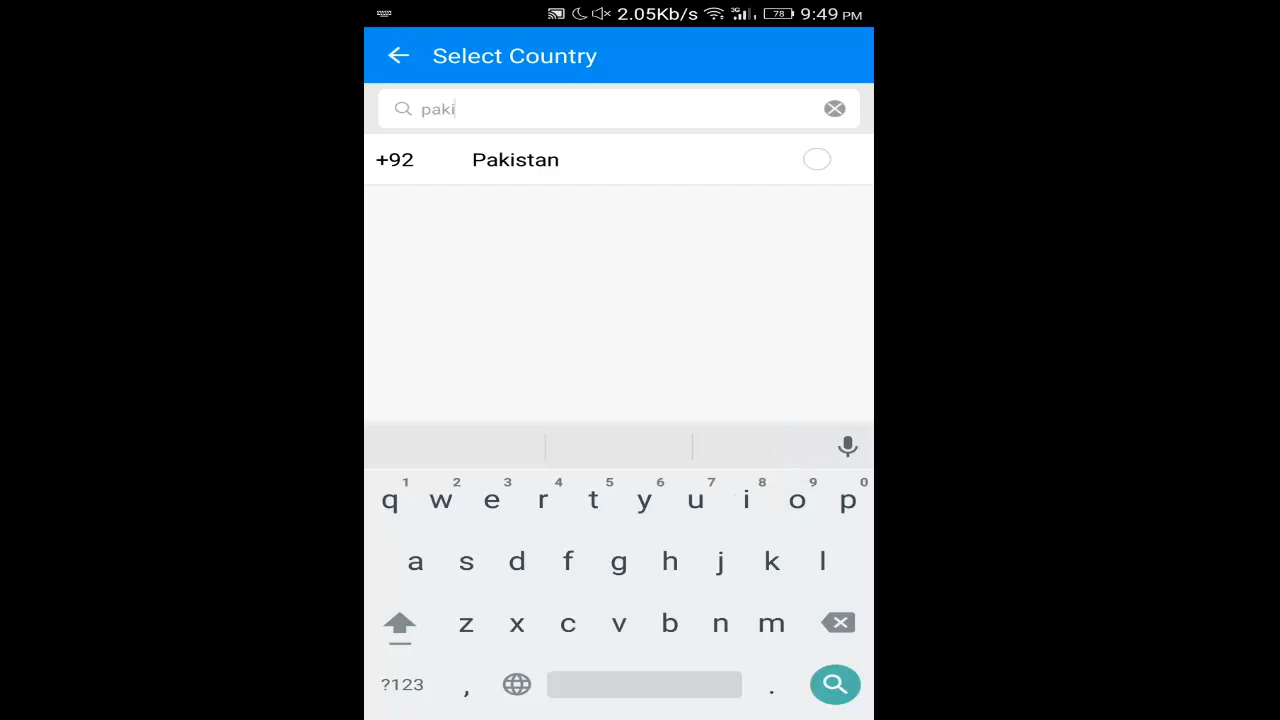 2.05Kb/s 3G 78 9:49 PM
Select Country
paki
+92 Pakistan
1 2 3 4 5 6 7 8 9 0
q w e r t y u i o p
a s d f g h j k l
z x c v b n m
?123 , .